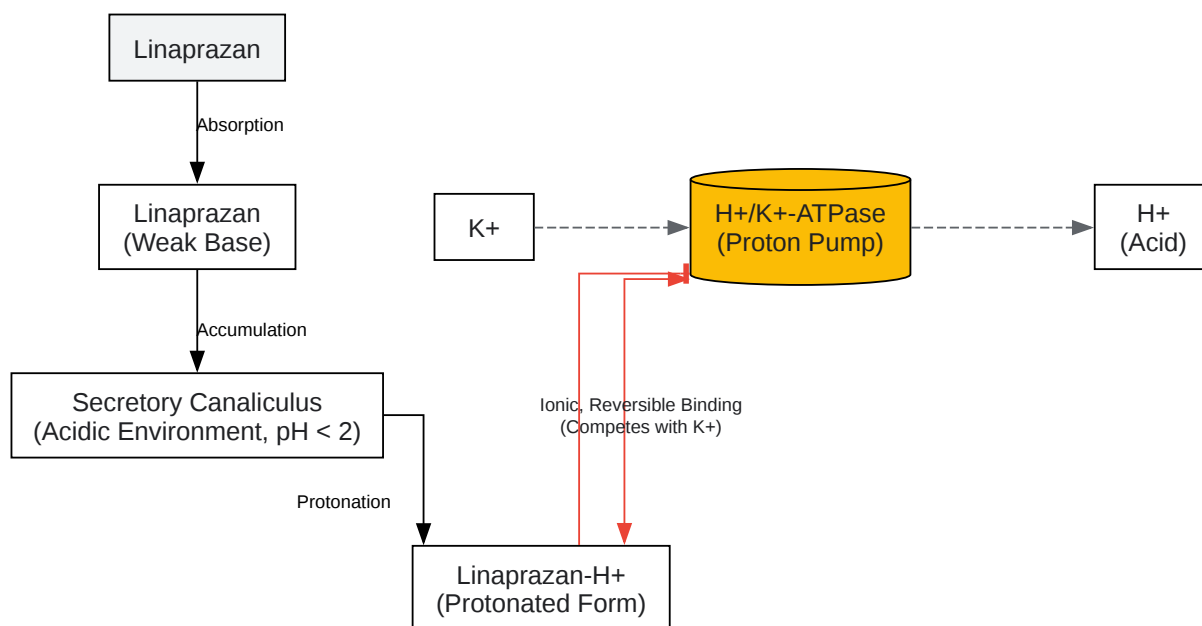 Linaprazan
Absorption
Linaprazan
(Weak Base)
K+
H+/K+-ATPase
(Proton Pump)
H+
(Acid)
Accumulation
Secretory Canaliculus
(Acidic Environment, pH < 2)
Ionic, Reversible Binding
(Competes with K+)
Protonation
Linaprazan-H+
(Protonated Form)